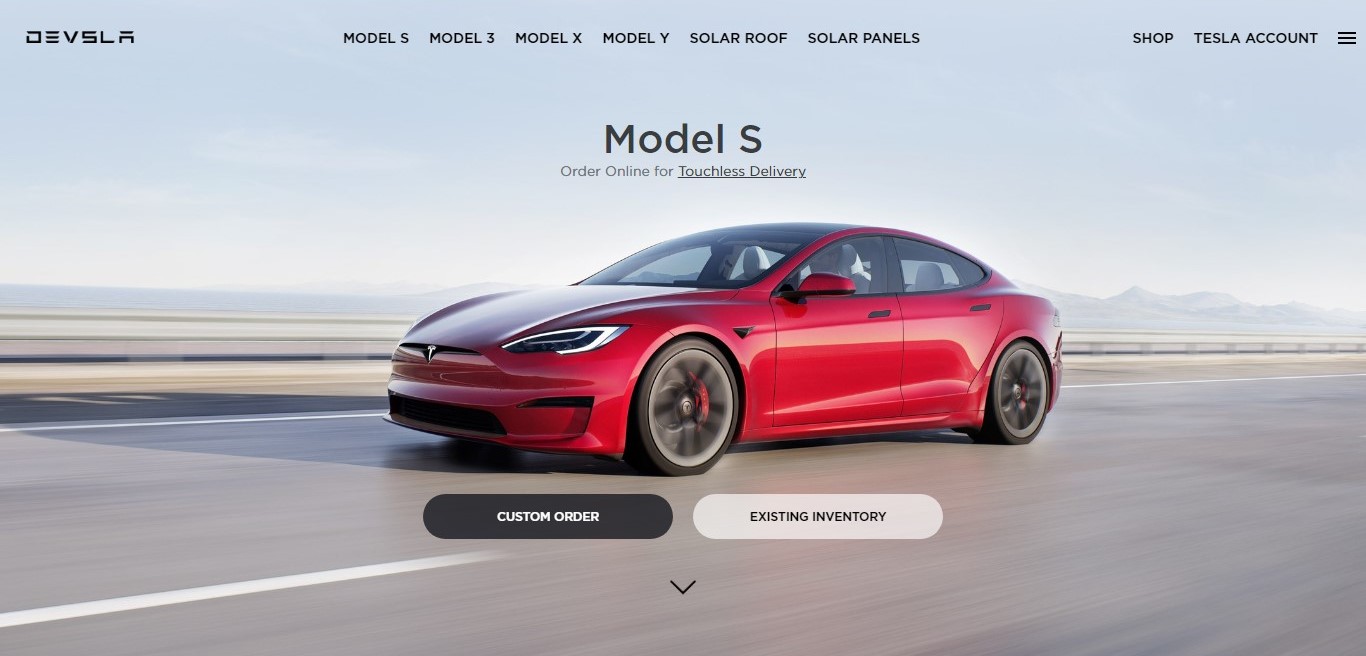 DEVSLA
MODEL S MODEL 3 MODEL X MODEL Y SOLAR ROOF SOLAR PANELS
SHOP TESLA ACCOUNT
Model S
Order Online for Touchless Delivery
CUSTOM ORDER
EXISTING INVENTORY